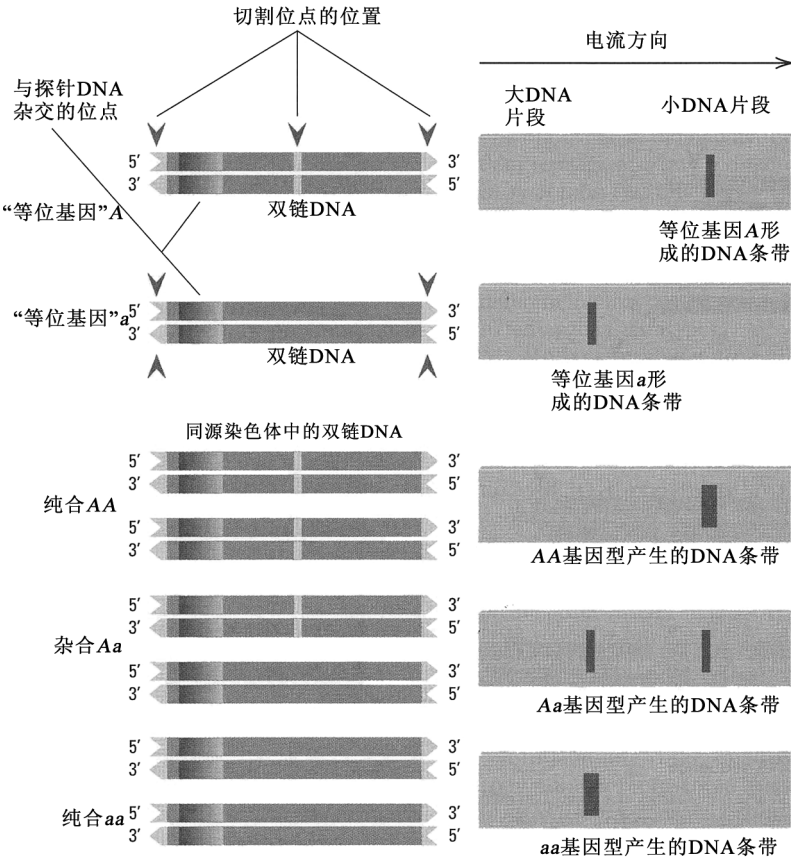 切割位点的位置
电流方向
与探针DNA
杂交的位点
大DNA
片段
小DNA片段
5′
3′
3′
5′
“等位基因”A
双链DNA
等位基因A形
成的DNA条带
“等位基因”a
5′
3′
3′
5′
双链DNA
等位基因a形
成的DNA条带
同源染色体中的双链DNA
5′
3′
3′
5′
纯合AA
5′
3′
3′
5′
AA基因型产生的DNA条带
5′
3′
3′
5′
杂合Aa
5′
3′
3′
5′
Aa基因型产生的DNA条带
5′
3′
3′
5′
纯合aa
5′
3′
3′
5′
aa基因型产生的DNA条带